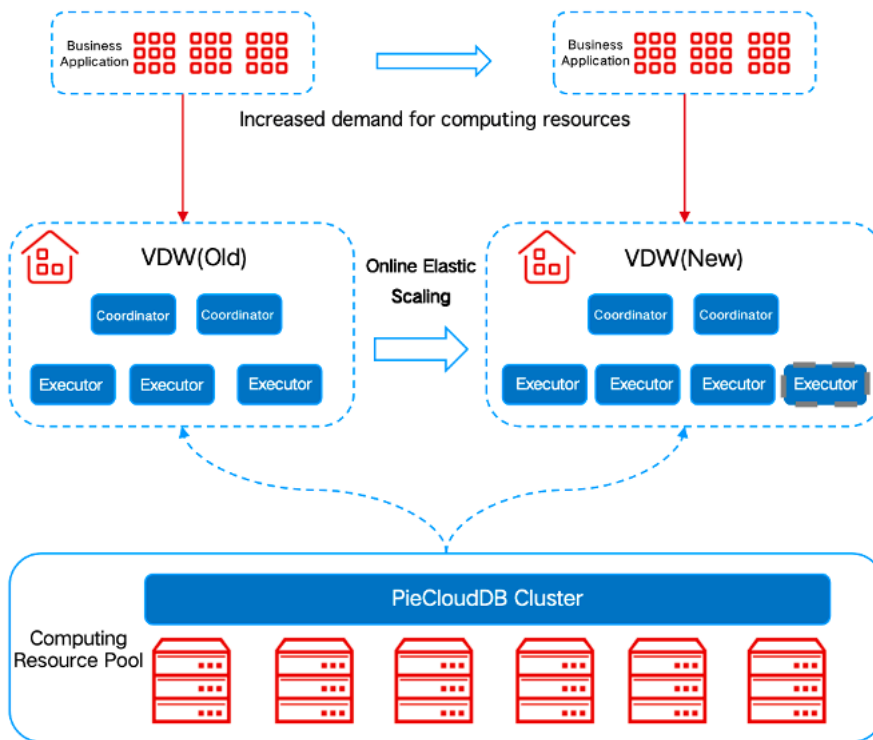 Business
Application
Business
Application
Increased demand for computing resources
VDW(Old)
Online Elastic
Scaling
VDW(New)
Coordinator
Coordinator
Coordinator
Coordinator
Executor
Executor
Executor
Executor
Executor
Executor
Executor
PieCloudDB Cluster
Computing
Resource Pool